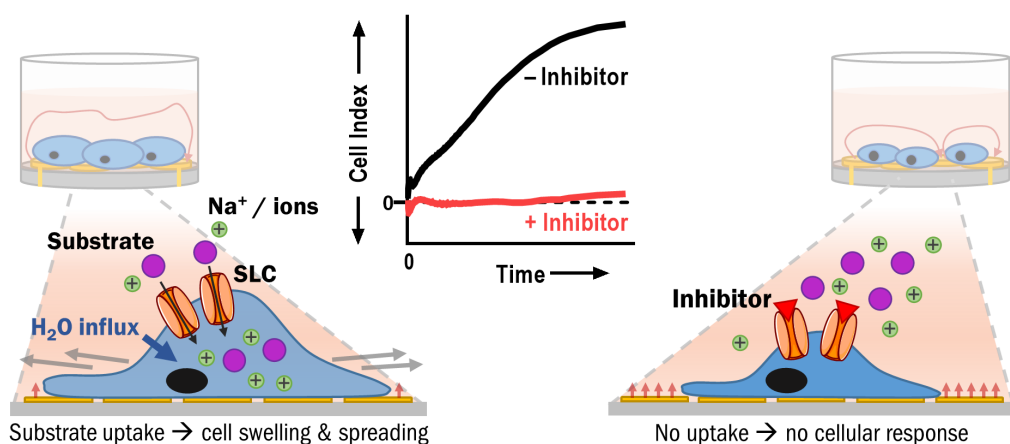 Cell Index
– Inhibitor
0
+ Inhibitor
0
Time
Na⁺ / ions
Substrate
SLC
H₂O influx
+
+
+
+
+
+
Substrate uptake → cell swelling & spreading
Inhibitor
+
+
+
+
+
+
No uptake → no cellular response